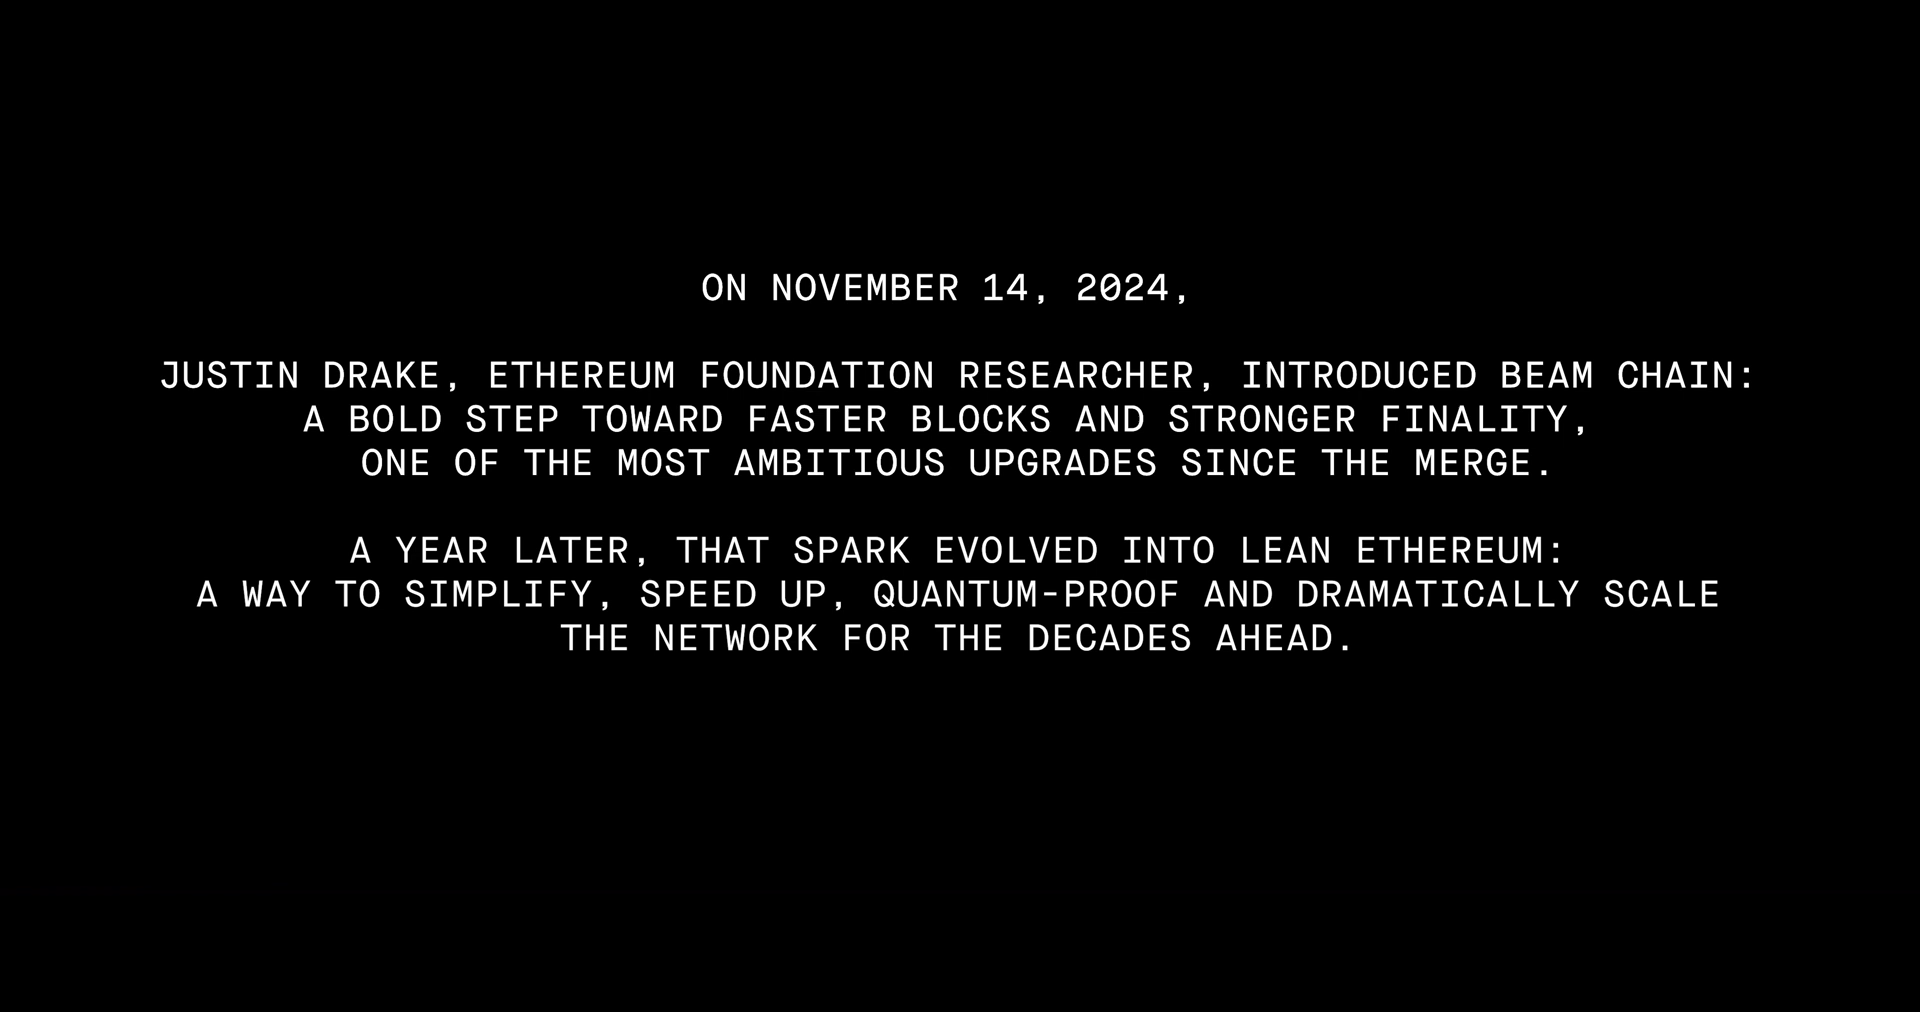 ON NOVEMBER 14, 2024,
JUSTIN DRAKE, ETHEREUM FOUNDATION RESEARCHER, INTRODUCED BEAM CHAIN:
A BOLD STEP TOWARD FASTER BLOCKS AND STRONGER FINALITY,
ONE OF THE MOST AMBITIOUS UPGRADES SINCE THE MERGE.
A YEAR LATER, THAT SPARK EVOLVED INTO LEAN ETHEREUM:
A WAY TO SIMPLIFY, SPEED UP, QUANTUM-PROOF AND DRAMATICALLY SCALE
THE NETWORK FOR THE DECADES AHEAD.